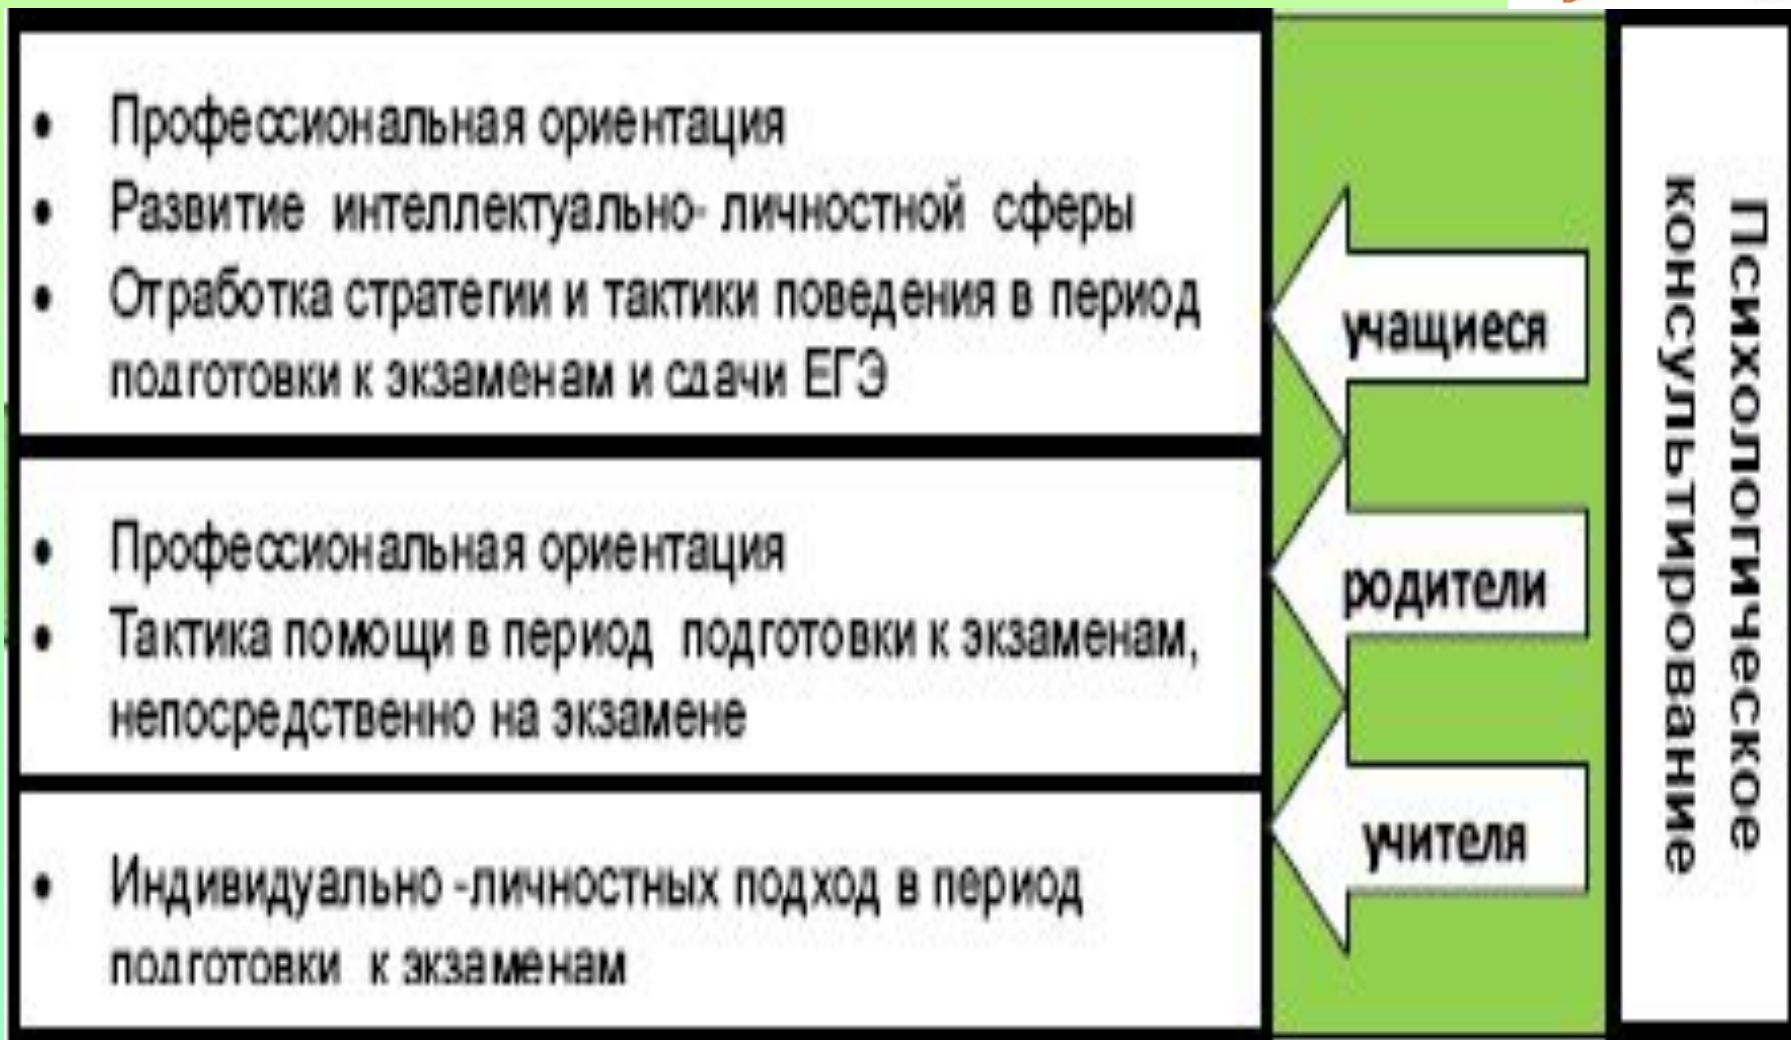 • Профессиональная ориентация
• Развитие интеллектуально- личностной сферы
• Отработка стратегии и тактики поведения в период
подготовки к экзаменам и сдачи ЕГЭ
учащиеся
• Профессиональная ориентация
• Тактика помощи в период подготовки к экзаменам,
непосредственно на экзамене
родители
• Индивидуально -личностных подход в период
подготовки к экзаменам
учителя
Психологическое
консультирование